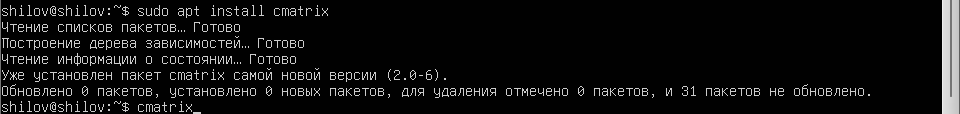 shilov@shilov:~$ sudo apt install cmatrix
Чтение списков пакетов… Готово
Построение дерева зависимостей… Готово
Чтение информации о состоянии… Готово
Уже установлен пакет cmatrix самой новой версии (2.0-6).
Обновлено 0 пакетов, установлено 0 новых пакетов, для удаления отмечено 0 пакетов, и 31 пакетов не обновлено.
shilov@shilov:~$ cmatrix_